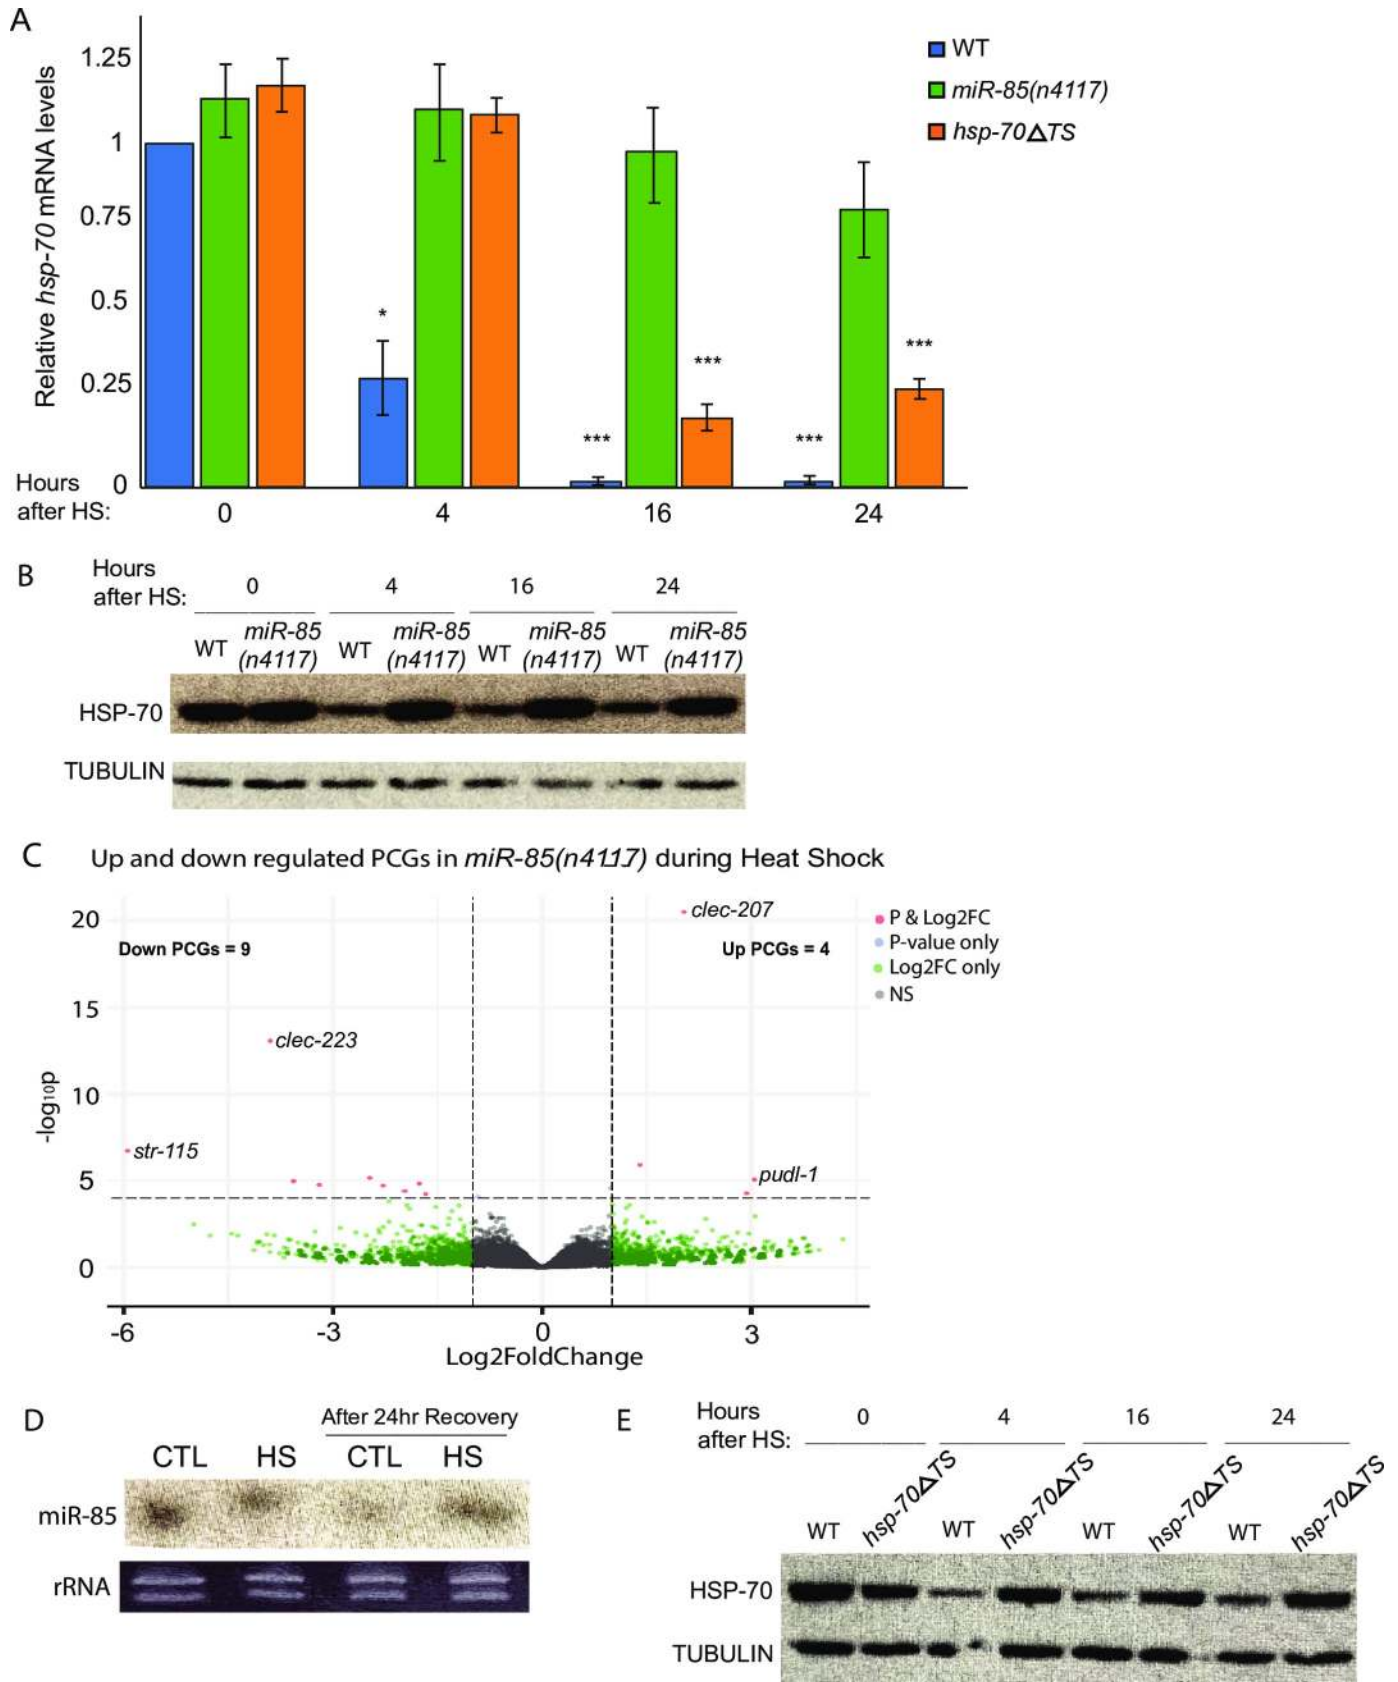 A
Relative hsp-70 mRNA levels
1.25
1
0.75
0.5
0.25
0
*
***
***
***
***
WT
miR-85(n4117)
hsp-70ΔTS
Hours
after HS:
0
4
16
24
B
Hours
after HS:
0
4
16
24
WT
miR-85
(n4117)
WT
miR-85
(n4117)
WT
miR-85
(n4117)
WT
miR-85
(n4117)
HSP-70
TUBULIN
C
Up and down regulated PCGs in miR-85(n4117) during Heat Shock
-log10p
20
15
10
5
0
Down PCGs = 9
Up PCGs = 4
clec-207
clec-223
str-115
pudl-1
P & Log2FC
P-value only
Log2FC only
NS
-6
-3
0
3
Log2FoldChange
D
After 24hr Recovery
CTL
HS
CTL
HS
miR-85
rRNA
E
Hours
after HS:
0
4
16
24
WT
hsp-70ΔTS
WT
hsp-70ΔTS
WT
hsp-70ΔTS
WT
hsp-70ΔTS
HSP-70
TUBULIN